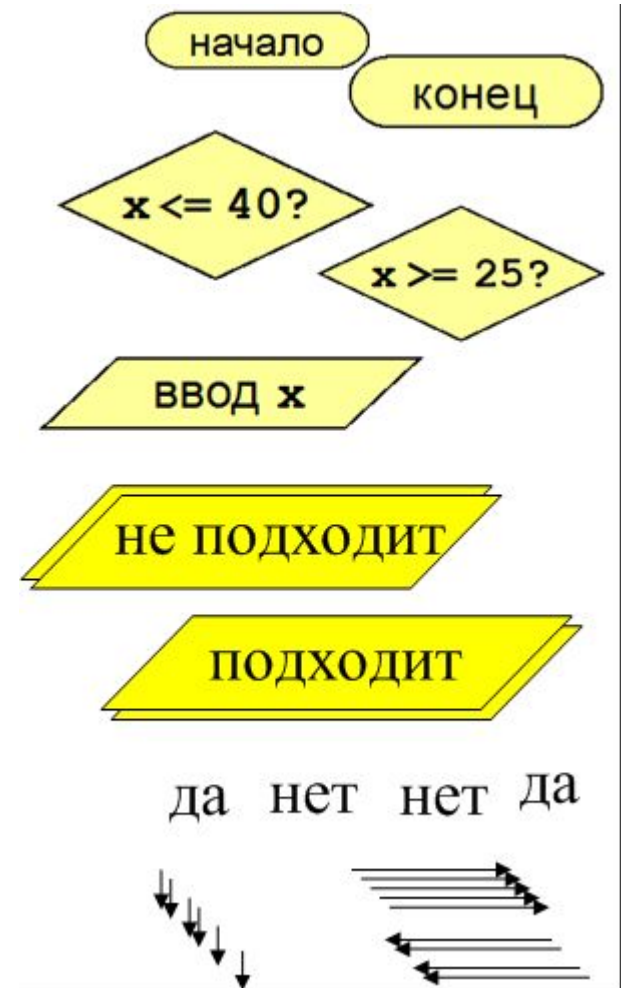 начало
конец
x <= 40?
x >= 25?
ввод x
не подходит
подходит
да нет нет да